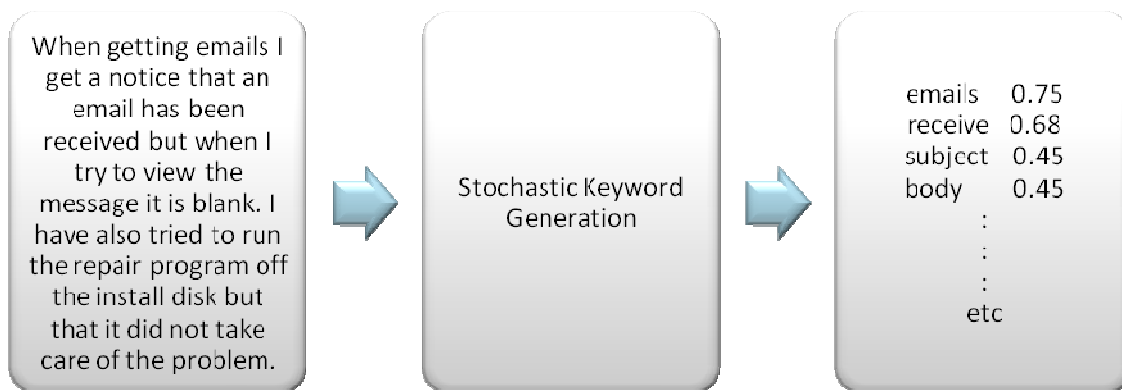 When getting emails I
get a notice that an
email has been
received but when I
try to view the
message it is blank. I
have also tried to run
the repair program off
the install disk but
that it did not take
care of the problem.
Stochastic Keyword
Generation
emails 0.75
receive 0.68
subject 0.45
body 0.45
:
:
:
etc